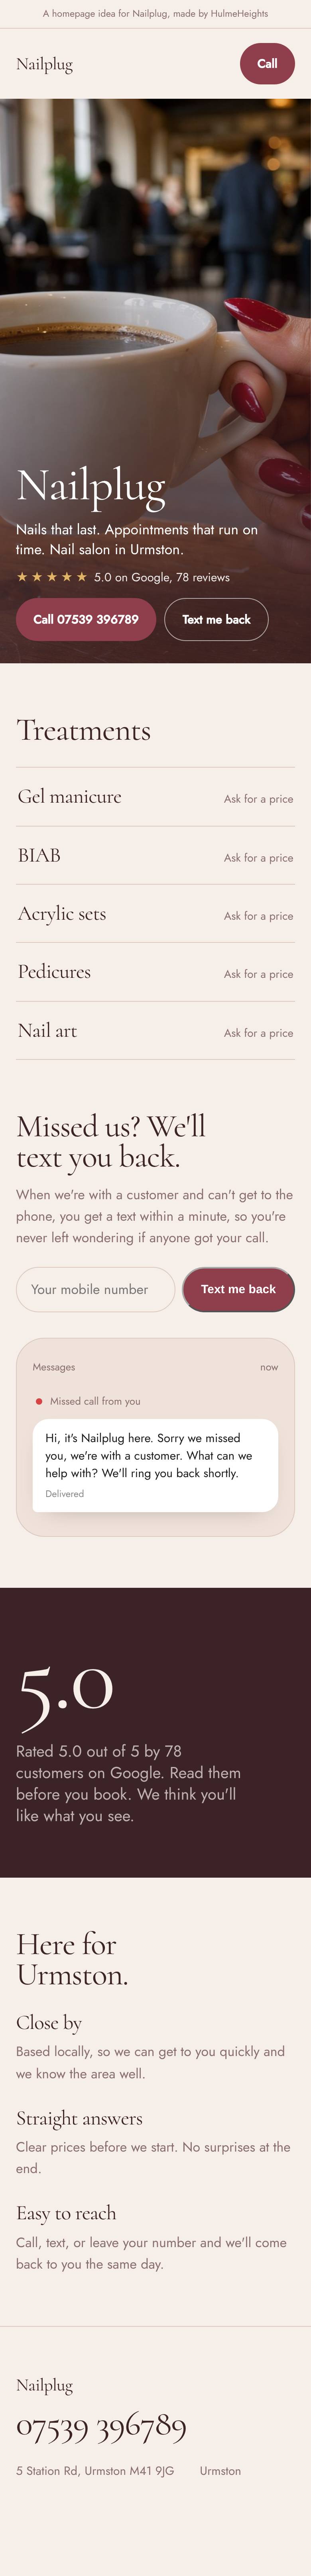 A homepage idea for Nailplug, made by HulmeHeights
Nailplug
Call
Nailplug
Nails that last. Appointments that run on
time. Nail salon in Urmston.
★★★★★ 5.0 on Google, 78 reviews
Call 07539 396789
Text me back
Treatments
Gel manicure
Ask for a price
BIAB
Ask for a price
Acrylic sets
Ask for a price
Pedicures
Ask for a price
Nail art
Ask for a price
Missed us? We'll
text you back.
When we're with a customer and can't get to the
phone, you get a text within a minute, so you're
never left wondering if anyone got your call.
Your mobile number
Text me back
Messages
now
Missed call from you
Hi, it's Nailplug here. Sorry we missed
you, we're with a customer. What can we
help with? We'll ring you back shortly.
Delivered
5.0
Rated 5.0 out of 5 by 78
customers on Google. Read them
before you book. We think you'll
like what you see.
Here for
Urmston.
Close by
Based locally, so we can get to you quickly and
we know the area well.
Straight answers
Clear prices before we start. No surprises at the
end.
Easy to reach
Call, text, or leave your number and we'll come
back to you the same day.
Nailplug
07539 396789
5 Station Rd, Urmston M41 9JG
Urmston